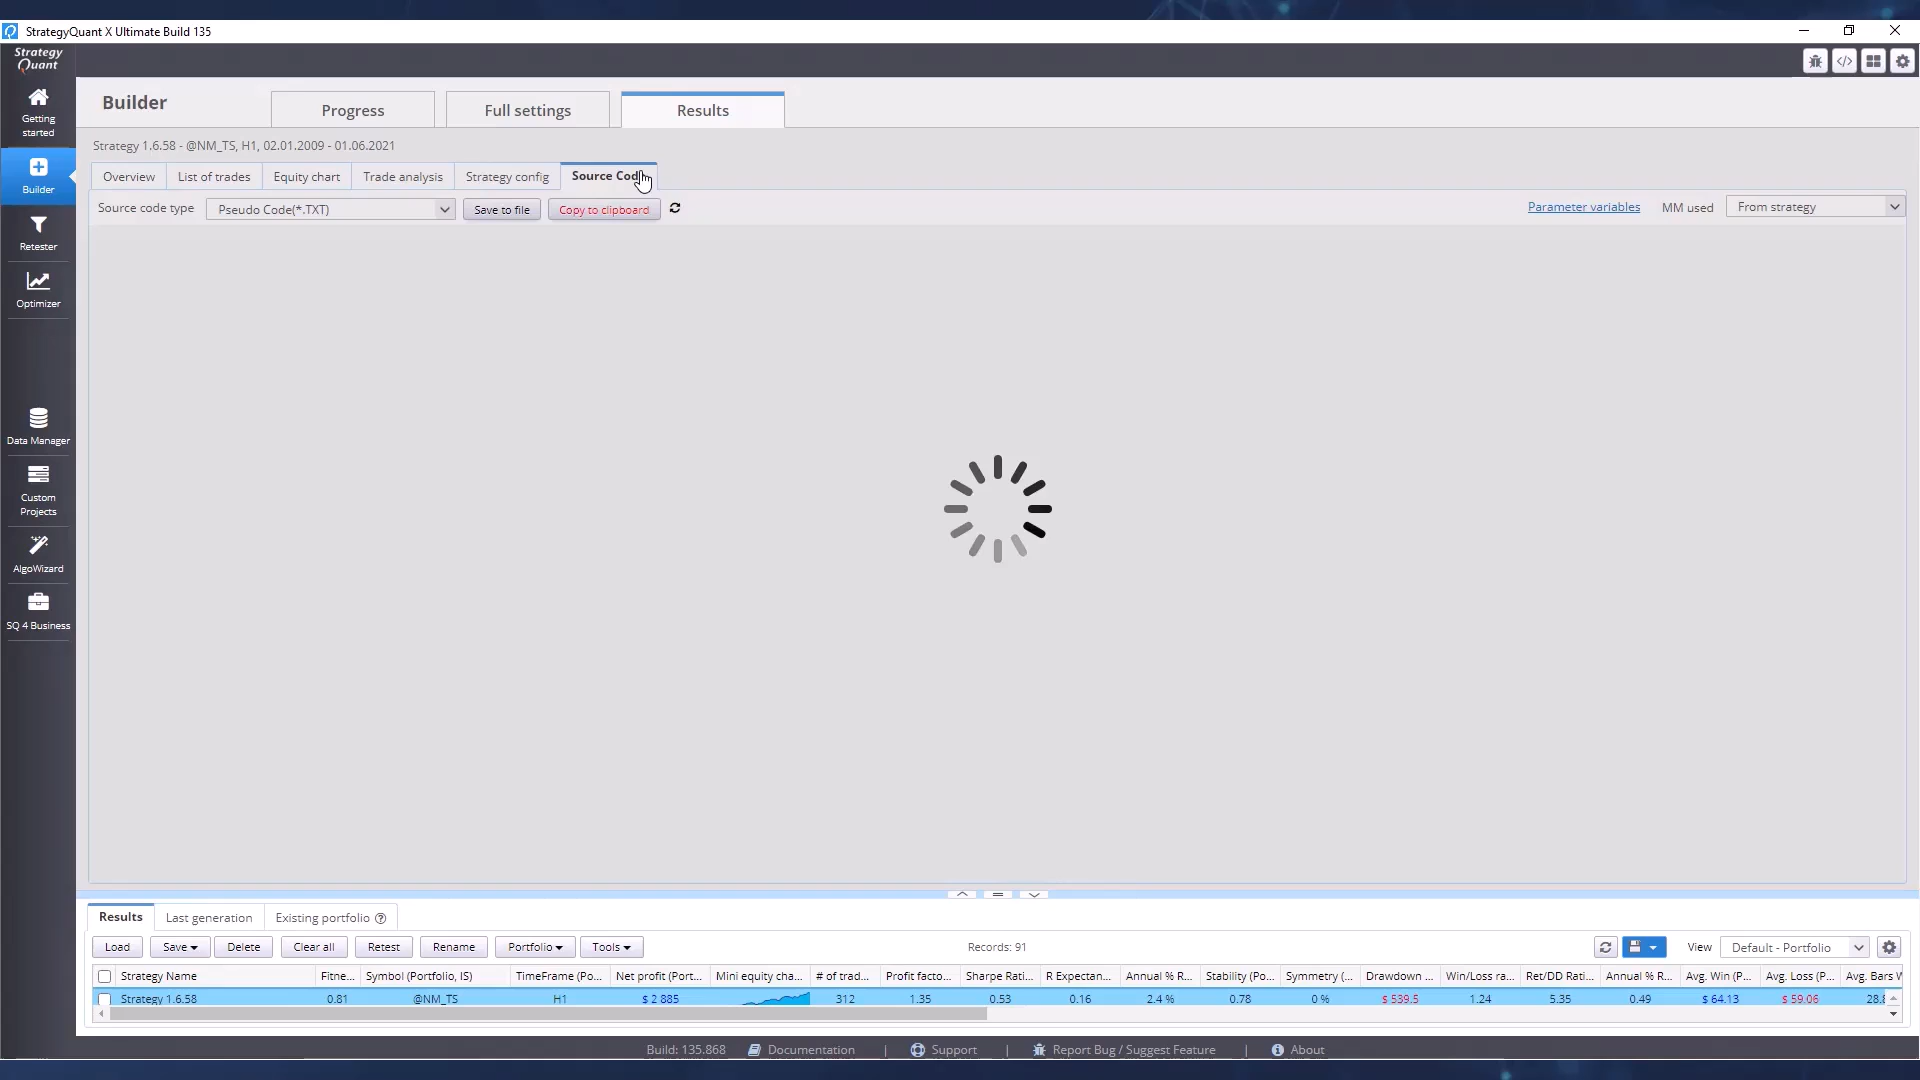 StrategyQuant X Ultimate Build 135
Strategy
Quant
Getting
started
Builder
Retester
Optimizer
Data Manager
Custom
Projects
AlgoWizard
SQ 4 Business
Builder
Progress
Full settings
Results
Strategy 1.6.58 - @NM_TS, H1, 02.01.2009 - 01.06.2021
Overview
List of trades
Equity chart
Trade analysis
Strategy config
Source Code
Source code type
Pseudo Code(*.TXT)
Save to file
Copy to clipboard
Parameter variables
MM used
From strategy
Results
Last generation
Existing portfolio
Load
Save
Delete
Clear all
Retest
Rename
Portfolio
Tools
Records: 91
View
Default - Portfolio
Strategy Name Fitne... Symbol (Portfolio, IS) TimeFrame (Po... Net profit (Port... Mini equity cha... # of trad... Profit facto... Sharpe Rati... R Expectan... Annual % R... Stability (Po... Symmetry (... Drawdown ... Win/Loss ra... Ret/DD Rati... Annual % R... Avg. Win (P... Avg. Loss (P... Avg. Bars W
Strategy 1.6.58 0.81 @NM_TS H1 $ 2 885 312 1.35 0.53 0.16 2.4 % 0.78 0 % $ 539.5 1.24 5.35 0.49 $ 64.13 $ 59.06
Build: 135.868 Documentation | Support | Report Bug / Suggest Feature | About